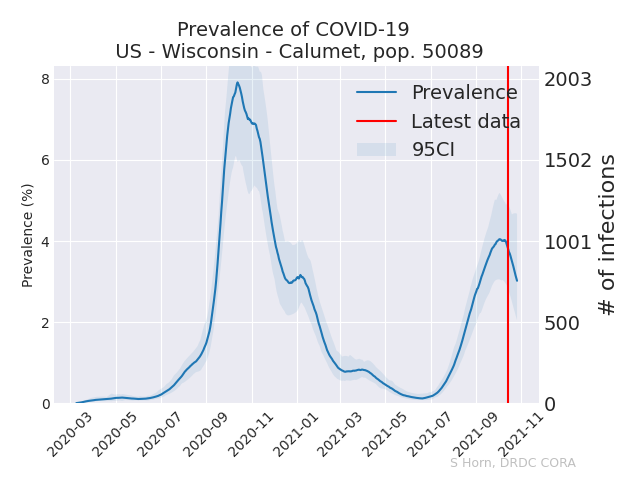 Prevalence of COVID-19
US - Wisconsin - Calumet, pop. 50089
Prevalence
Latest data
95CI
Prevalence (%)
8
6
4
2
0
2003
1502
1001
500
0
# of infections
2020-03
2020-05
2020-07
2020-09
2020-11
2021-01
2021-03
2021-05
2021-07
2021-09
2021-11
S Horn, DRDC CORA